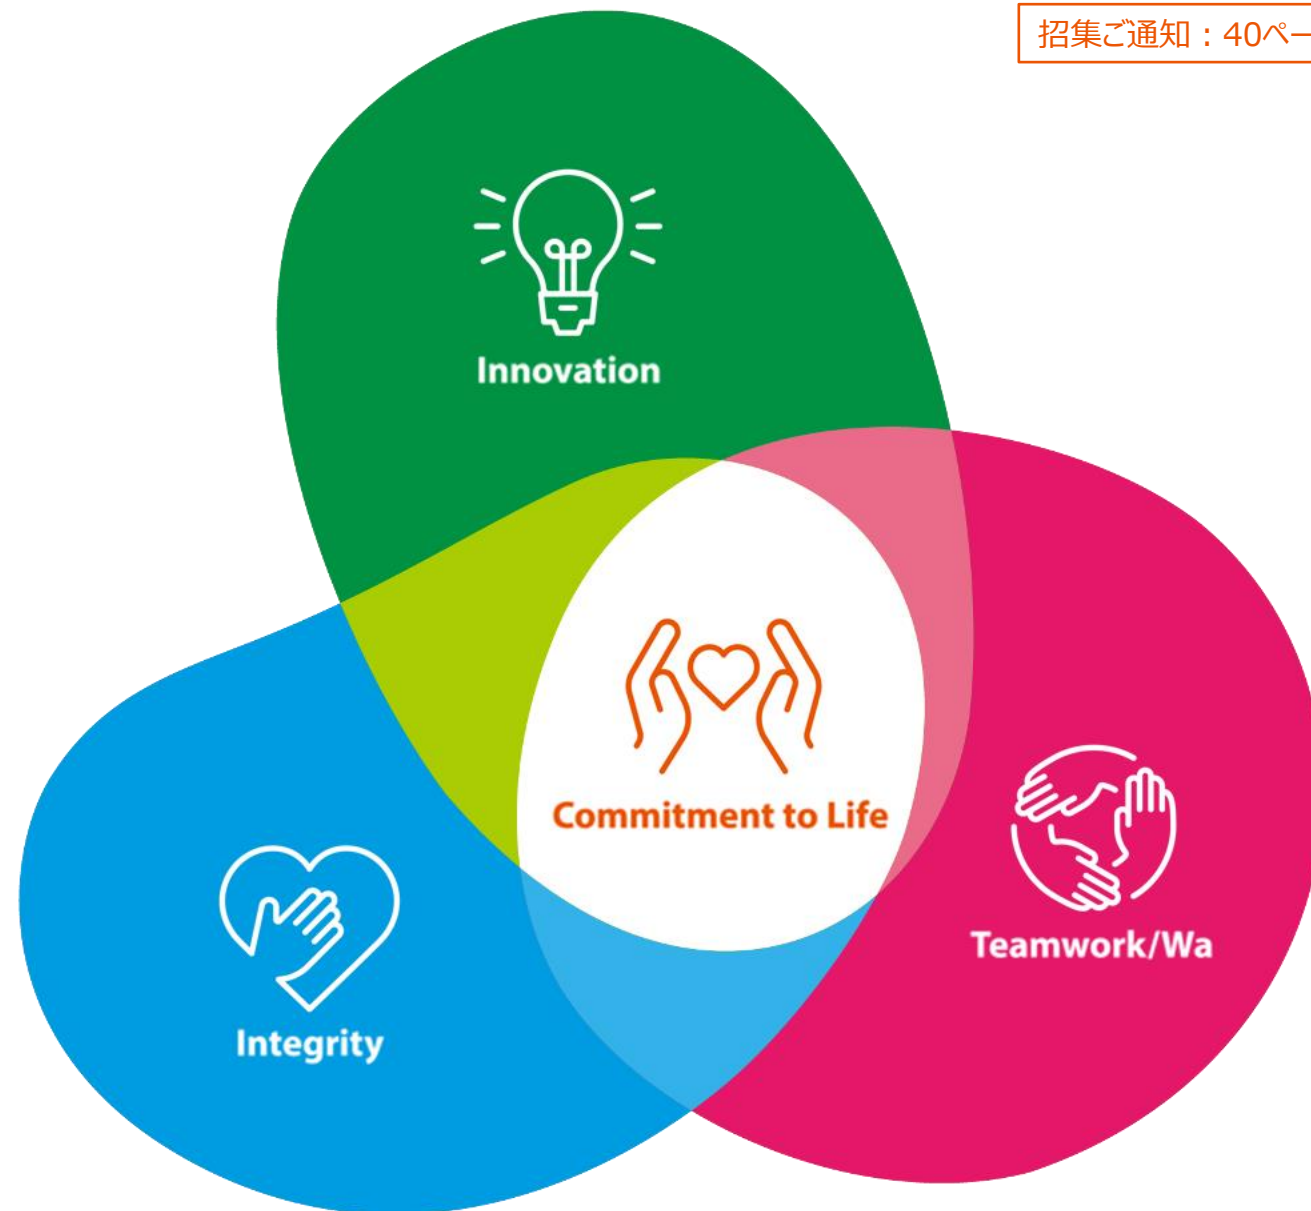 招集ご通知：40ペー
Innovation
Commitment to Life
Teamwork/Wa
Integrity